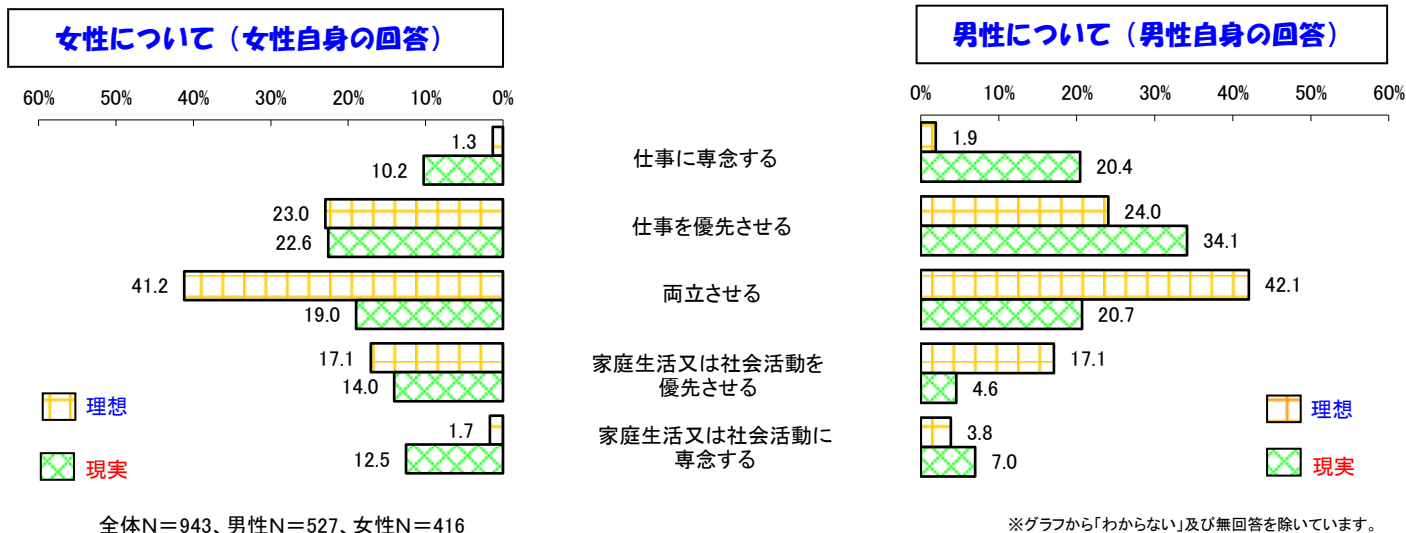 女性について（女性自身の回答）
男性について（男性自身の回答）
60% 50% 40% 30% 20% 10% 0%
0% 10% 20% 30% 40% 50% 60%
1.3
10.2
仕事に専念する
1.9
20.4
23.0
22.6
仕事を優先させる
24.0
34.1
41.2
19.0
両立させる
42.1
20.7
17.1
14.0
家庭生活又は社会活動を
優先させる
17.1
4.6
1.7
12.5
家庭生活又は社会活動に
専念する
3.8
7.0
理想
現実
理想
現実
全体N＝943、男性N＝527、女性N＝416
※グラフから「わからない」及び無回答を除いています。